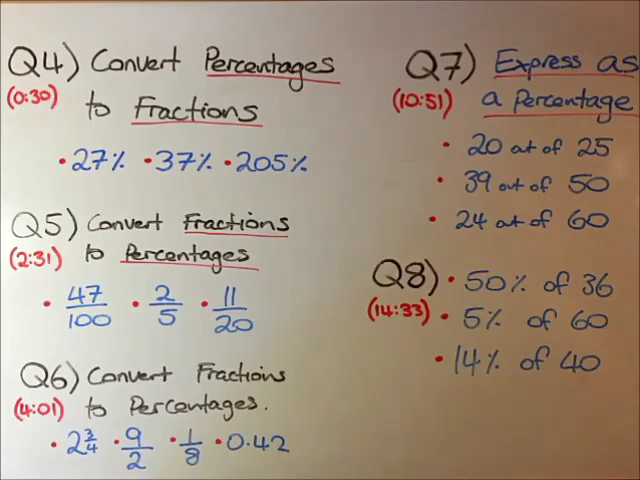 Q4) Convert Percentages
(0:30) to Fractions
• 27% • 37% • 205%
Q5) Convert Fractions
(2:31) to Percentages
• 47/100 • 2/5 • 11/20
Q6) Convert Fractions
(4:01) to Percentages.
• 2 3/4 • 9/2 • 1/8 • 0.42
Q7) Express as
(10:51) a Percentage
• 20 out of 25
• 39 out of 50
• 24 out of 60
Q8) • 50% of 36
(14:33) • 5% of 60
• 14% of 40